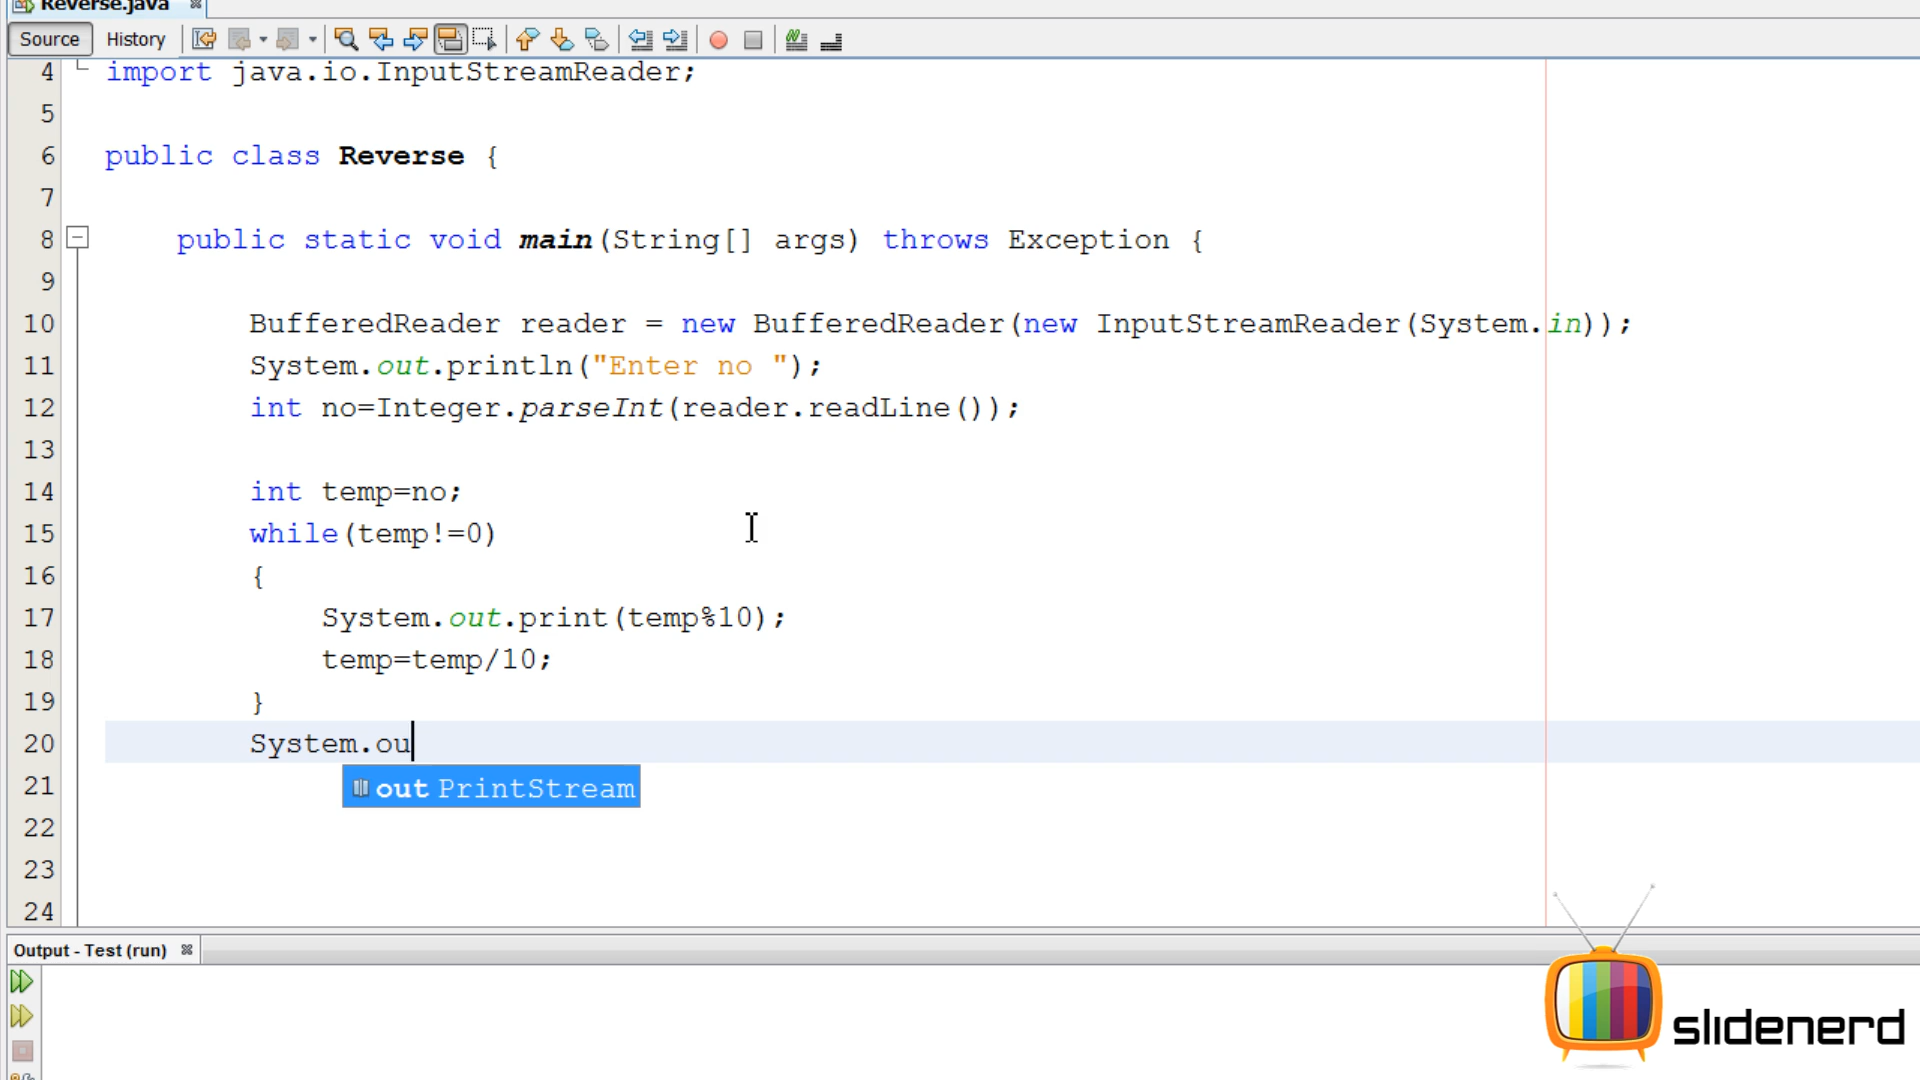 Reverse.java
Source History
4 import java.io.InputStreamReader;
5
6 public class Reverse {
7
8 public static void main(String[] args) throws Exception {
9
10 BufferedReader reader = new BufferedReader(new InputStreamReader(System.in));
11 System.out.println("Enter no ");
12 int no=Integer.parseInt(reader.readLine());
13
14 int temp=no;
15 while(temp!=0)
16 {
17 System.out.print(temp%10);
18 temp=temp/10;
19 }
20 System.ou
21 out PrintStream
22
23
24
Output - Test (run)
slidenerd